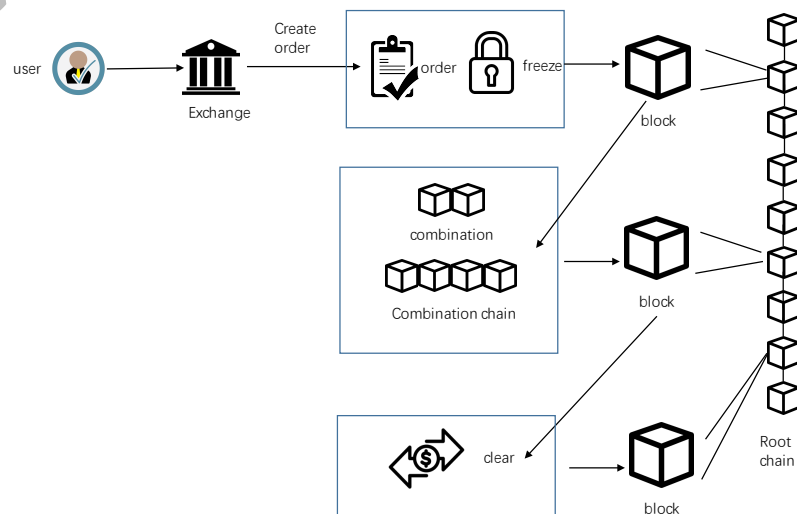 user
Exchange
Create
order
order
freeze
block
combination
Combination chain
block
clear
block
Root
chain